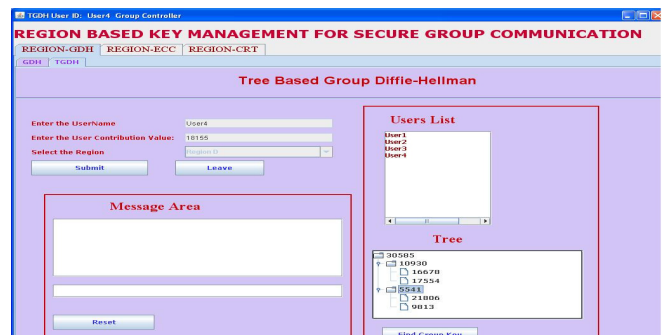 TGDH User ID: User4 Group Controller
REGION BASED KEY MANAGEMENT FOR SECURE GROUP COMMUNICATION
REGION-GDH REGION-ECC REGION-CRT
GDH TGDH
Tree Based Group Diffie-Hellman
Enter the UserName User4
Enter the User Contribution Value: 18155
Select the Region Region D
Submit Leave
Message Area
Reset
Users List
User1
User2
User3
User4
Tree
30585
10930
16678
17554
5541
21806
9813
Find Group Key